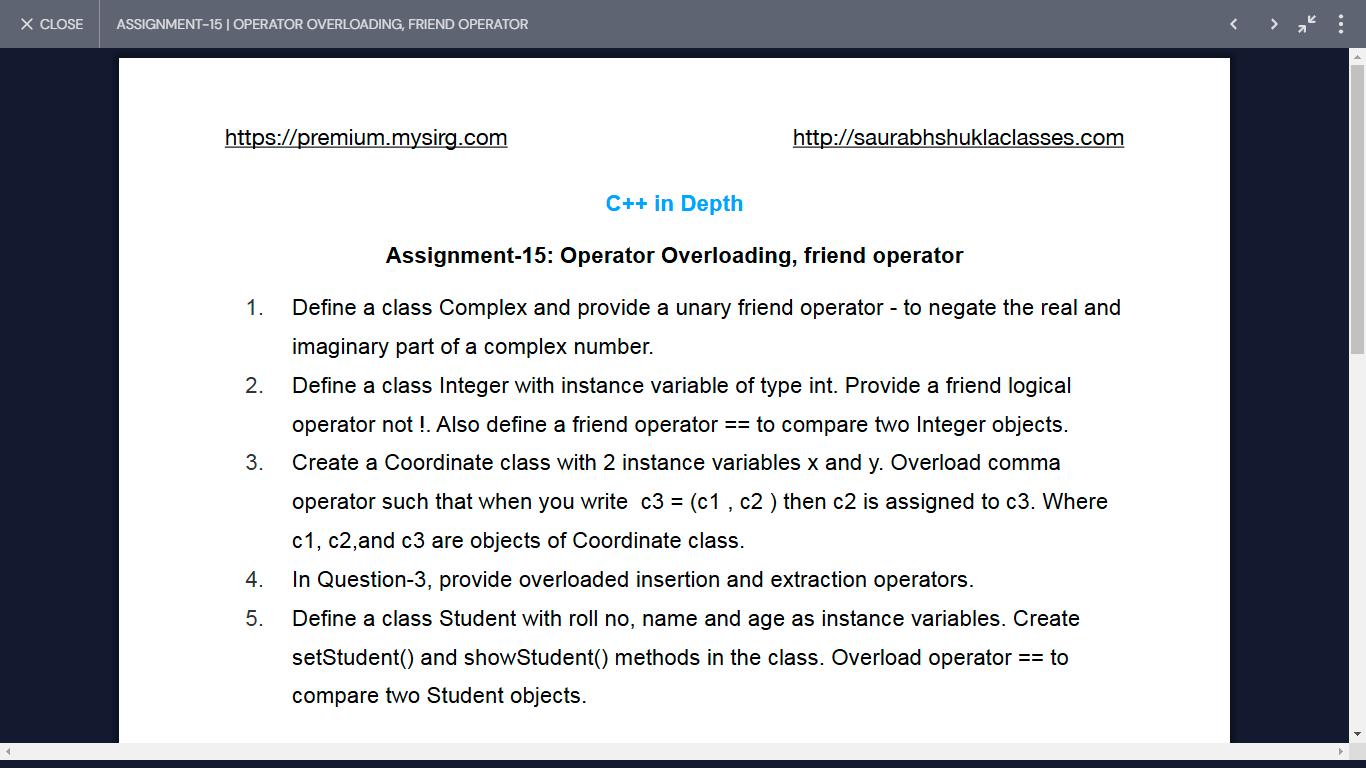 CLOSE ASSIGNMENT-15 | OPERATOR OVERLOADING, FRIEND OPERATOR
https://premium.mysirg.com http://saurabhshuklaclasses.com
C++ in Depth
Assignment-15: Operator Overloading, friend operator
1. Define a class Complex and provide a unary friend operator - to negate the real and
imaginary part of a complex number.
2. Define a class Integer with instance variable of type int. Provide a friend logical
operator not !. Also define a friend operator == to compare two Integer objects.
3. Create a Coordinate class with 2 instance variables x and y. Overload comma
operator such that when you write c3 = (c1 , c2 ) then c2 is assigned to c3. Where
c1, c2,and c3 are objects of Coordinate class.
4. In Question-3, provide overloaded insertion and extraction operators.
5. Define a class Student with roll no, name and age as instance variables. Create
setStudent() and showStudent() methods in the class. Overload operator == to
compare two Student objects.